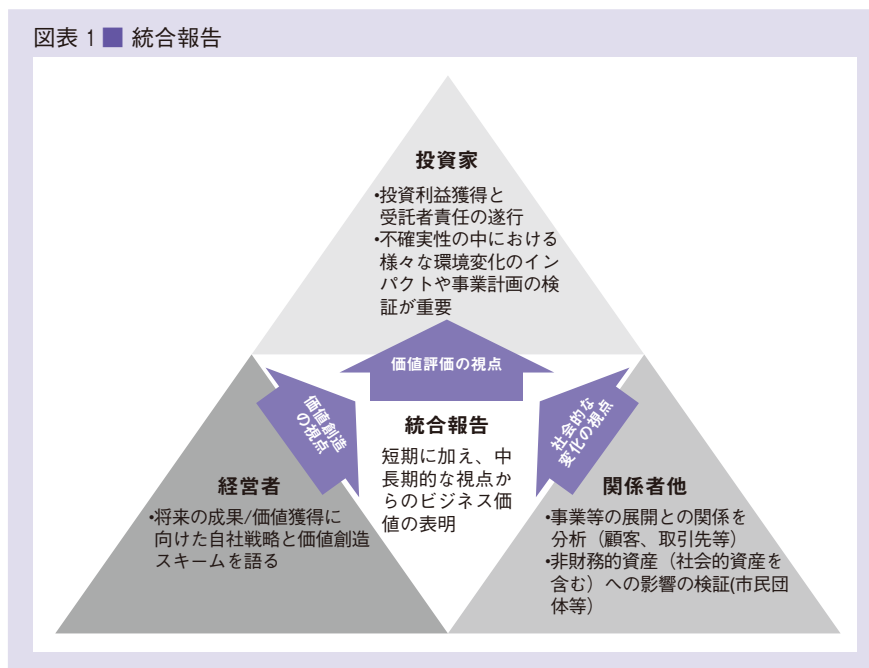 図表 1 ■ 統合報告
投資家
•投資利益獲得と
受託者責任の遂行
•不確実性の中における
様々な環境変化のイン
パクトや事業計画の検
証が重要
価値評価の視点
価値創造
の視点
社会的な
変化の視点
統合報告
短期に加え、中
長期的な視点か
らのビジネス価
値の表明
経営者
•将来の成果/価値獲得に
向けた自社戦略と価値創造
スキームを語る
関係者他
•事業等の展開との関係を
分析（顧客、取引先等）
•非財務的資産（社会的資産を
含む）への影響の検証(市民団
体等）